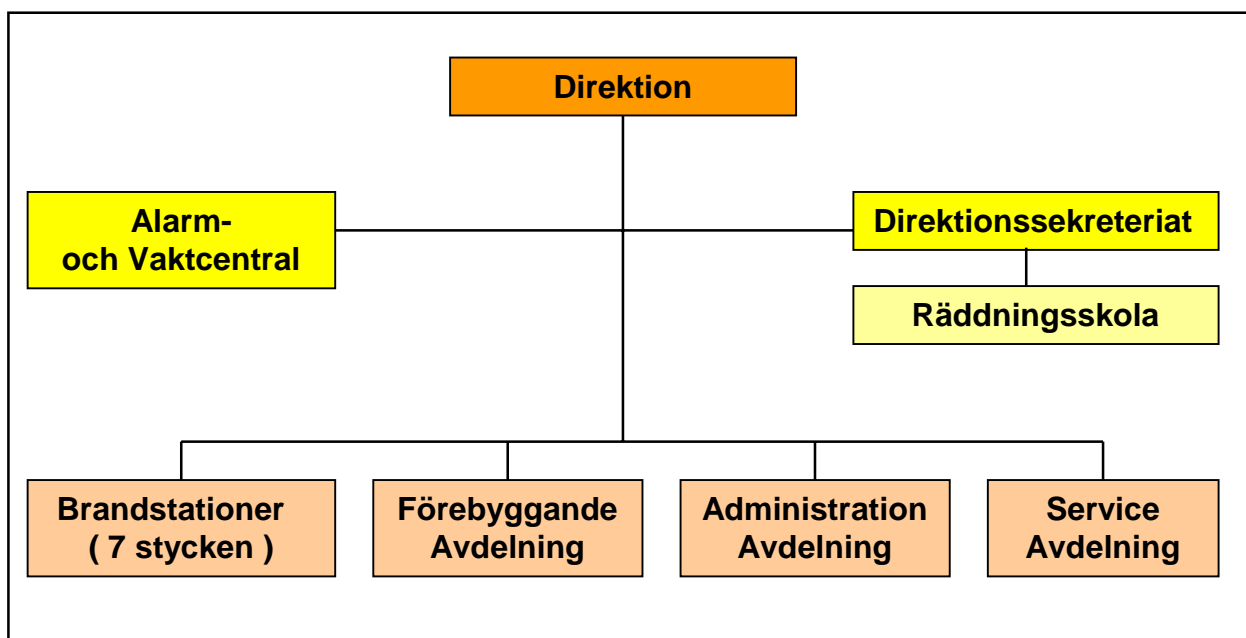 Direktion
Alarm-
och Vaktcentral
Direktionssekreteriat
Räddningsskola
Brandstationer
( 7 stycken )
Förebyggande
Avdelning
Administration
Avdelning
Service
Avdelning